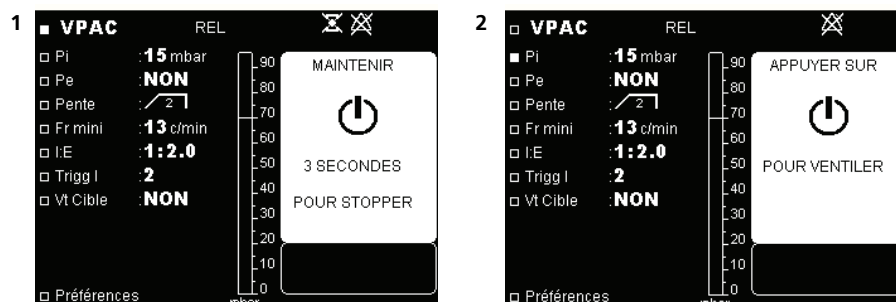 1
VPAC REL
Pi :15 mbar
Pe :NON
Pente : 2
Fr mini :13 c/min
I:E :1:2.0
Trigg I :2
Vt Cible :NON
Préférences
90
80
70
60
50
40
30
20
10
0
mbar
MAINTENIR
3 SECONDES
POUR STOPPER
2
VPAC REL
Pi :15 mbar
Pe :NON
Pente : 2
Fr mini :13 c/min
I:E :1:2.0
Trigg I :2
Vt Cible :NON
Préférences
90
80
70
60
50
40
30
20
10
0
mbar
APPUYER SUR
POUR VENTILER